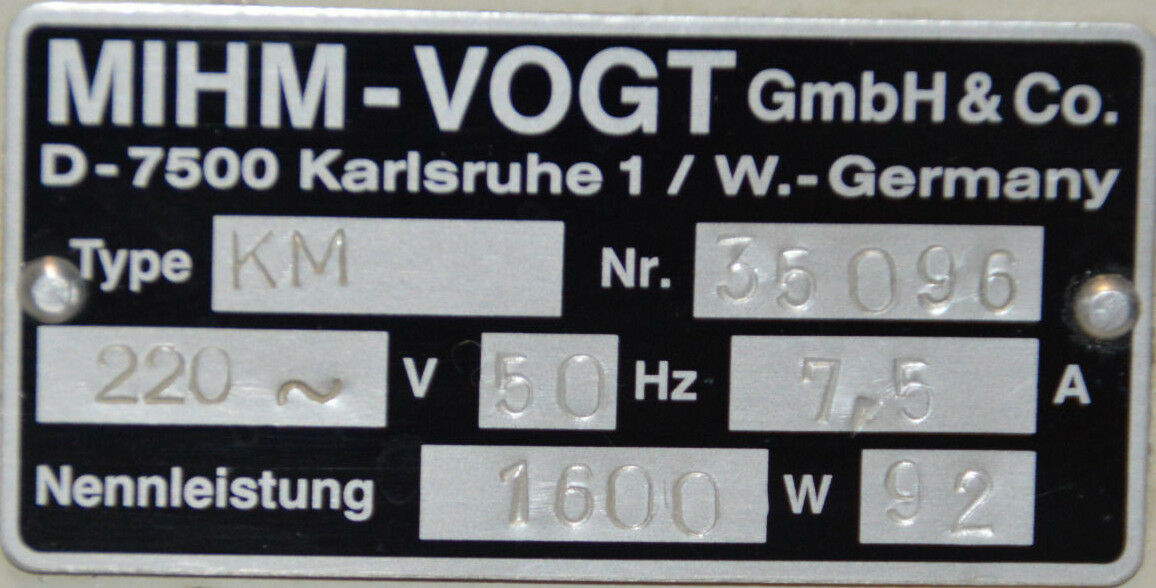 MIHM-VOGT GmbH & Co.
D-7500 Karlsruhe 1 / W.-Germany
Type KM Nr. 35096
220 ~ V 50 Hz 7,5 A
Nennleistung 1600 W 92